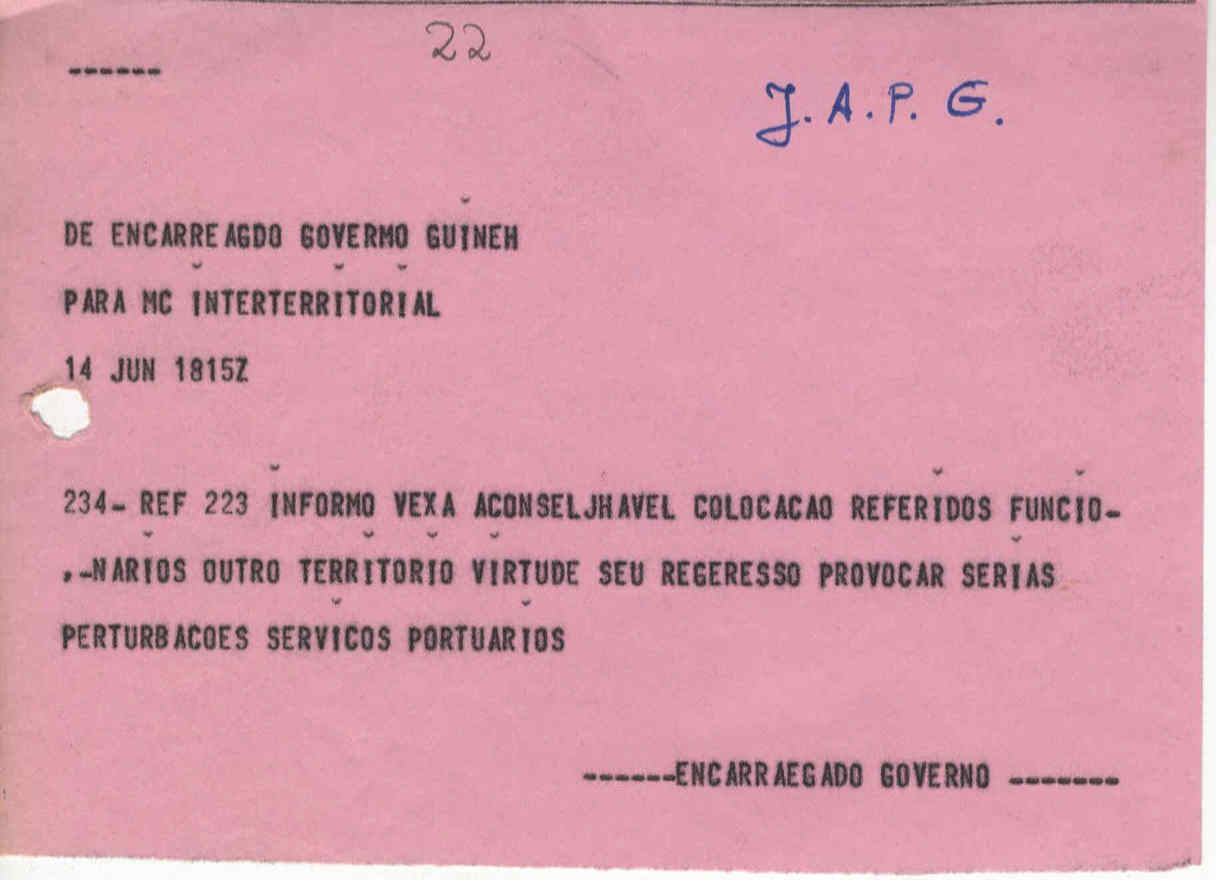 22
------
J. A. P. G.
DE ENCARREAGDO GOVERMO GUINEH
PARA MC INTERTERRITORIAL
14 JUN 1815Z
234- REF 223 INFORMO VEXA ACONSELJHAVEL COLOCACAO REFERIDOS FUNCIO-
,-NARIOS OUTRO TERRITORIO VIRTUDE SEU REGERESSO PROVOCAR SERIAS
PERTURBACOES SERVICOS PORTUARIOS
------ENCARRAEGADO GOVERNO -------